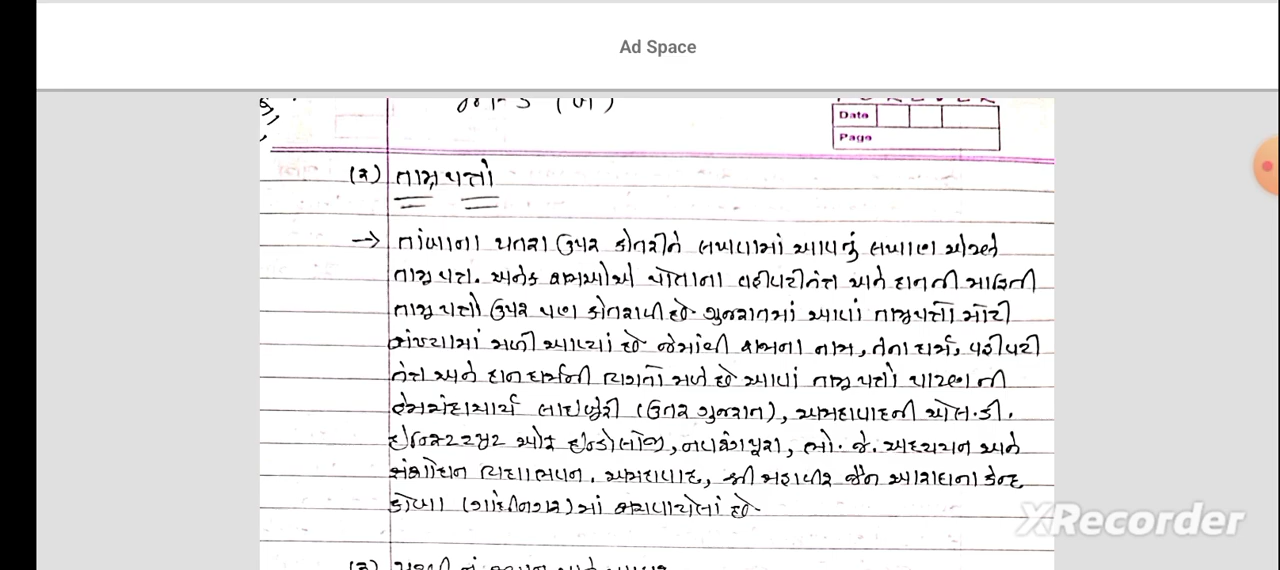 Ad Space
Date
Page
(૨) તામ્રપત્રો
→ તાંબાના પતરા ઉપર કોતરીને લખવામાં આવતું લખાણ એટલે
તામ્રપત્ર. અનેક રાજાઓએ પોતાના વહીવટીતંત્ર અને દાનની માહિતી
તામ્રપત્રો ઉપર પણ કોતરાવી છે ગુજરાતમાં આવાં તામ્રપત્રો મોટી
સંખ્યામાં મળી આવ્યાં છે જેમાંથી રાજાના નામ, તેના ધર્મ, વહીવટી
તંત્ર અને દાન ધર્મની વિગતો મળે છે આવાં તામ્રપત્રો પાટણની
હેમચંદ્રાચાર્ય લાઇબ્રેરી (ઉત્તર ગુજરાત), અમદાવાદની એલ.ડી.
ઇન્સ્ટિટ્યૂટ ઓફ ઇન્ડોલોજી, નવરંગપુરા, ભો. જે. અધ્યયન અને
સંશોધન વિદ્યાભવન, અમદાવાદ, શ્રી મહાવીર જૈન આરાધના કેન્દ્ર
કોબા (ગાંધીનગર)માં સચવાયેલાં છે
XRecorder